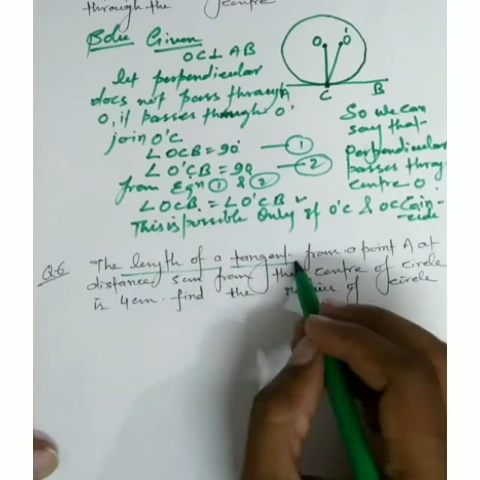 through the centre
Solu Given
OC⊥ AB
let perpendicular
does not pass through
O, it passes through O'
join O'C
∠OCB = 90° — 1
∠O'CB = 90 — 2
from Eqn 1 & 2
∠OCB = ∠O'CB
This is possible Only if O'C & OC Coin-
cide
O O'
A C B
So we can
say that
perpendicular
passes throug
centre O
Q.6 The length of a tangent from a point A at
distance 5cm from the centre of circle
is 4cm. find the radius of circle